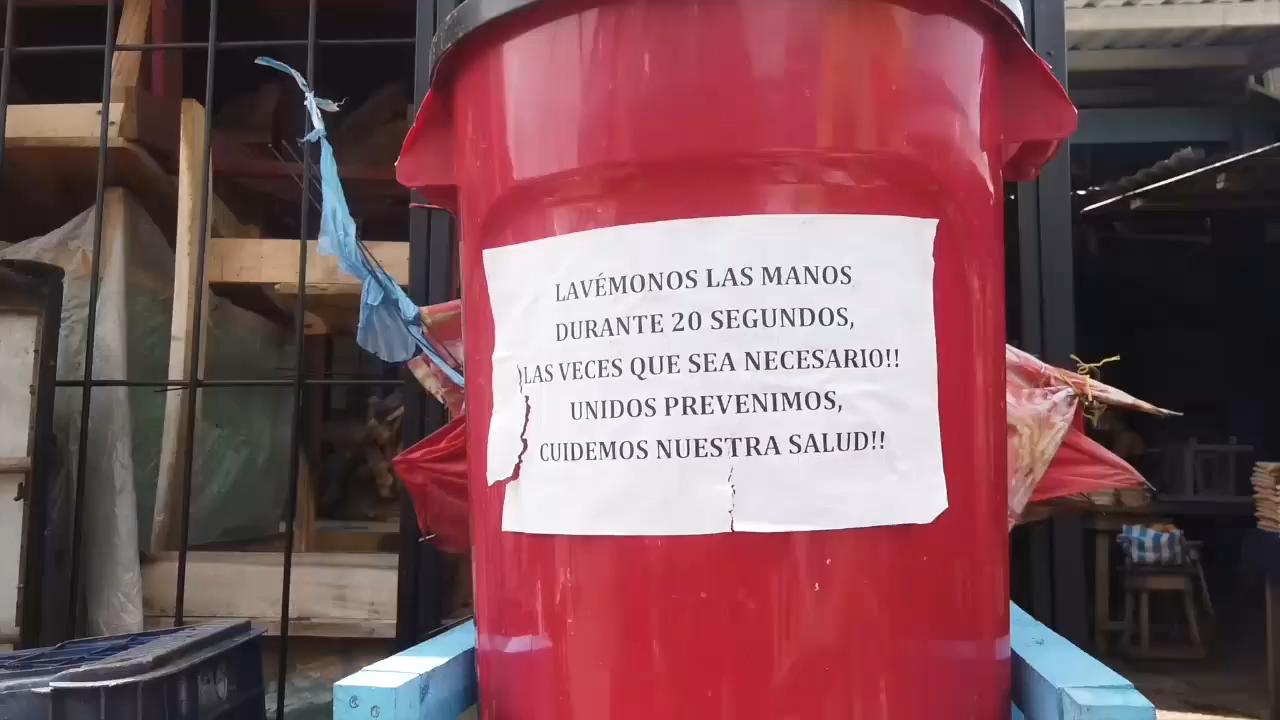 LAVÉMONOS LAS MANOS
DURANTE 20 SEGUNDOS,
LAS VECES QUE SEA NECESARIO!!
UNIDOS PREVENIMOS,
CUIDEMOS NUESTRA SALUD!!